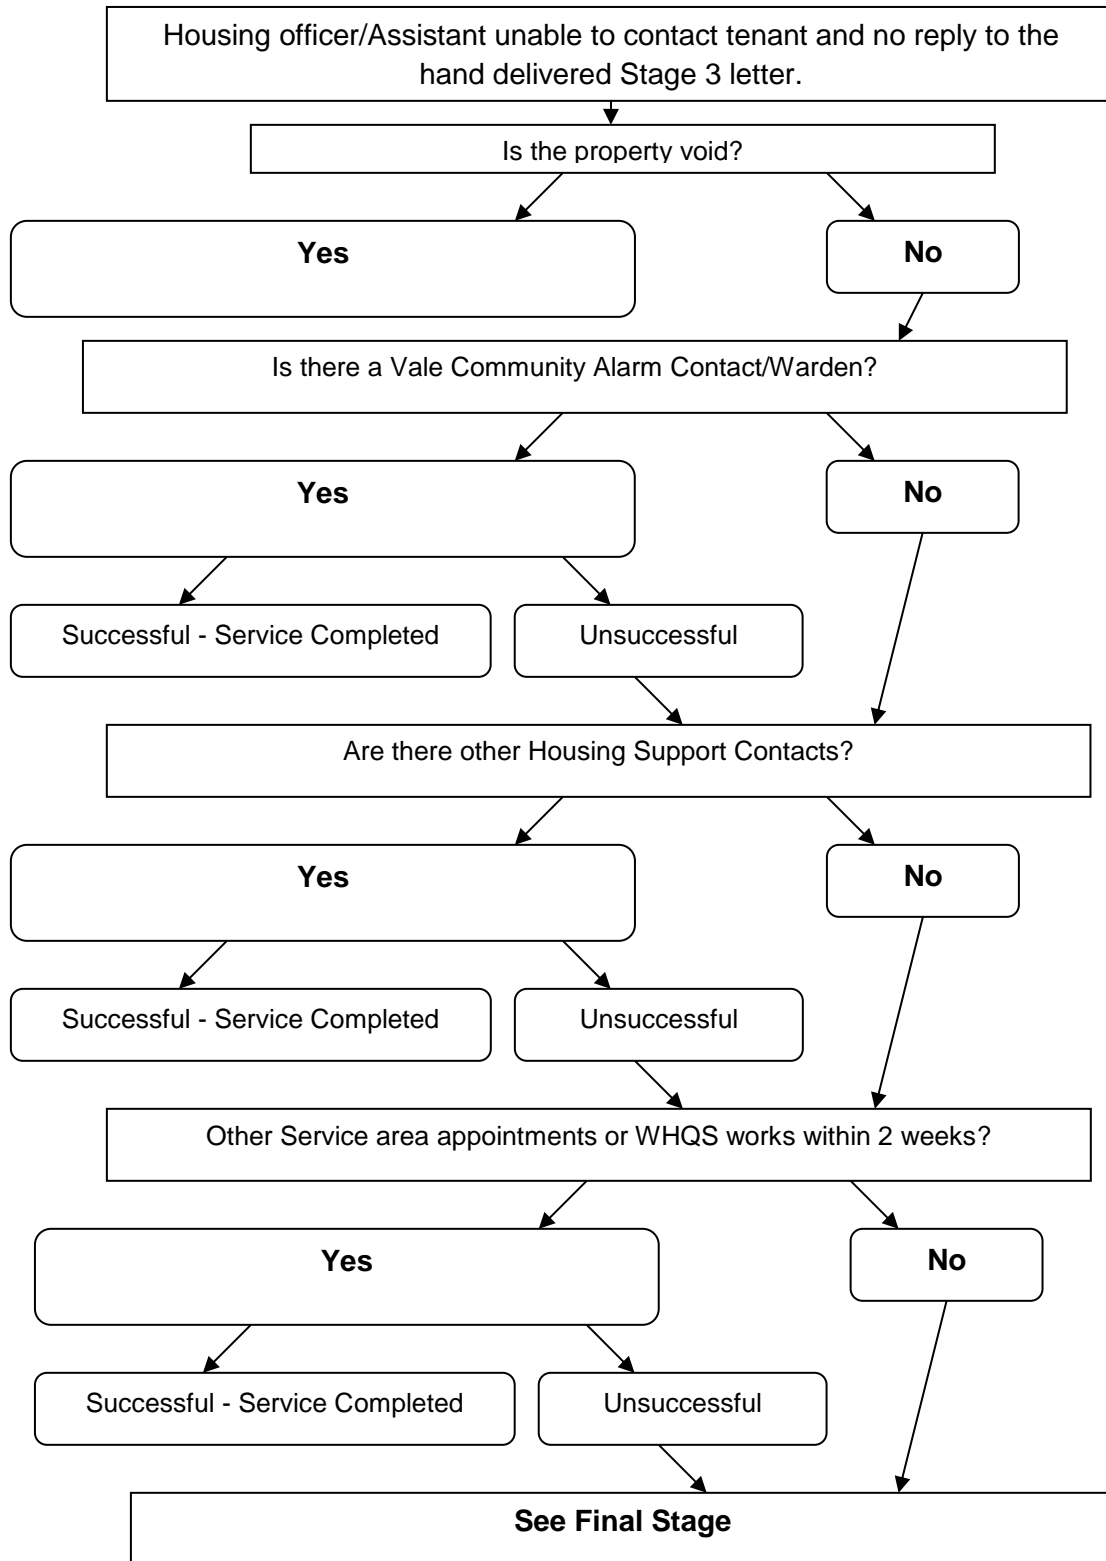 Housing officer/Assistant unable to contact tenant and no reply to the
hand delivered Stage 3 letter.
Is the property void?
Yes
No
Is there a Vale Community Alarm Contact/Warden?
Yes
No
Successful - Service Completed
Unsuccessful
Are there other Housing Support Contacts?
Yes
No
Successful - Service Completed
Unsuccessful
Other Service area appointments or WHQS works within 2 weeks?
Yes
No
Successful - Service Completed
Unsuccessful
See Final Stage